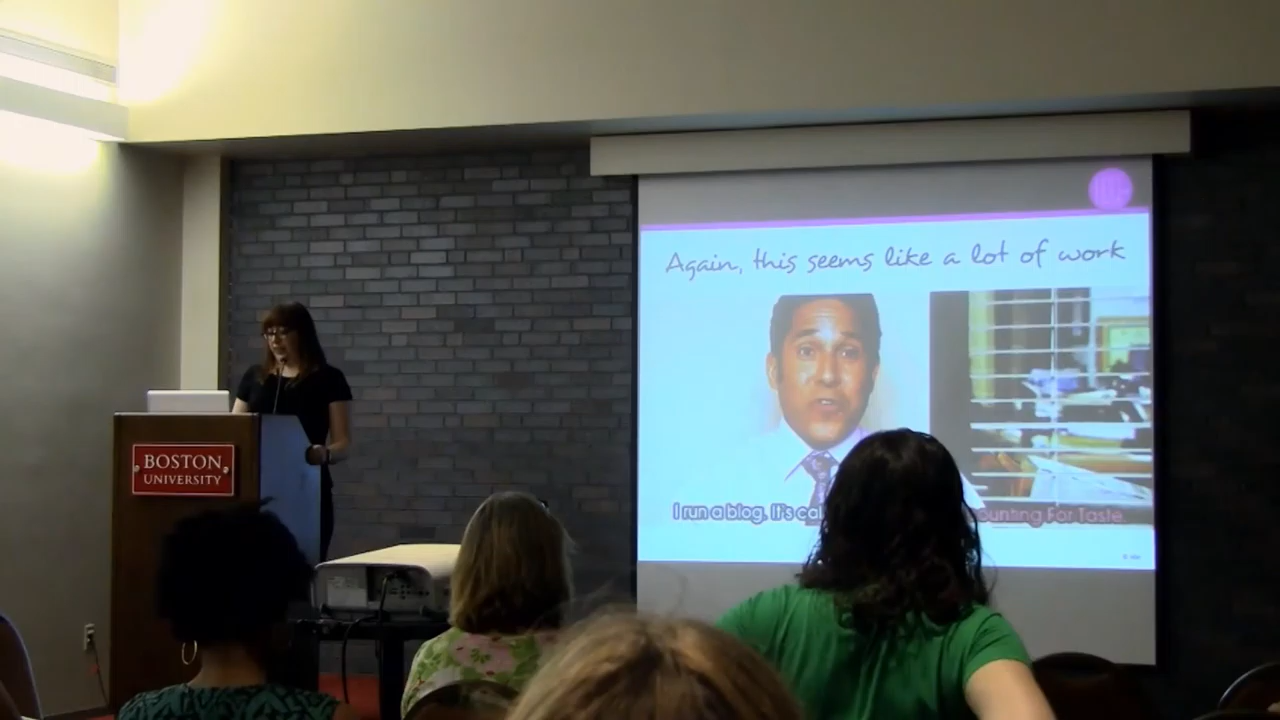 Again, this seems like a lot of work
I run a blog. It's cal ounting For Taste.
BOSTON
UNIVERSITY